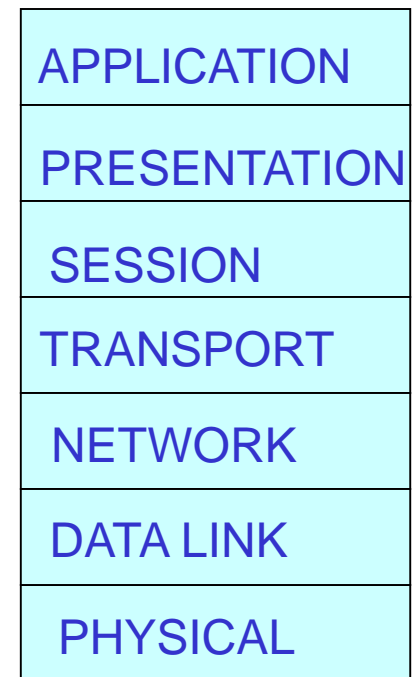 APPLICATION
PRESENTATION
SESSION
TRANSPORT
NETWORK
DATA LINK
PHYSICAL